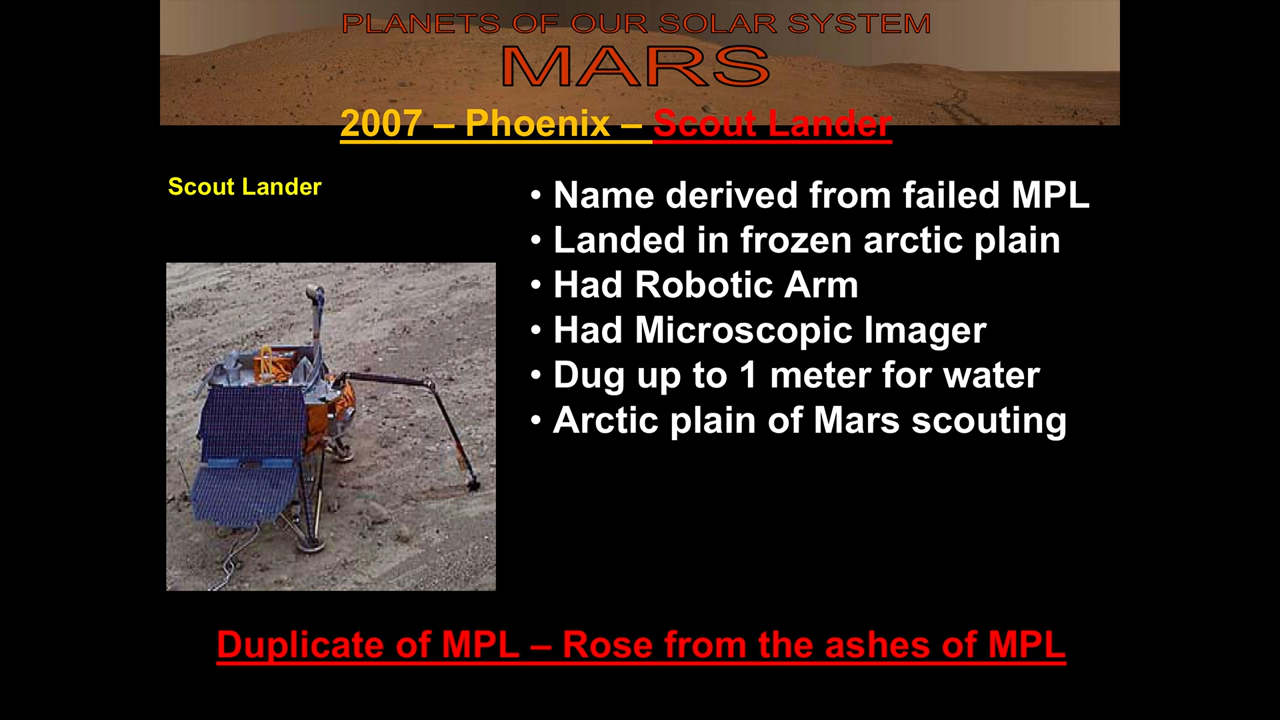 PLANETS OF OUR SOLAR SYSTEM
MARS
2007 – Phoenix – Scout Lander
Scout Lander
• Name derived from failed MPL
• Landed in frozen arctic plain
• Had Robotic Arm
• Had Microscopic Imager
• Dug up to 1 meter for water
• Arctic plain of Mars scouting
Duplicate of MPL – Rose from the ashes of MPL